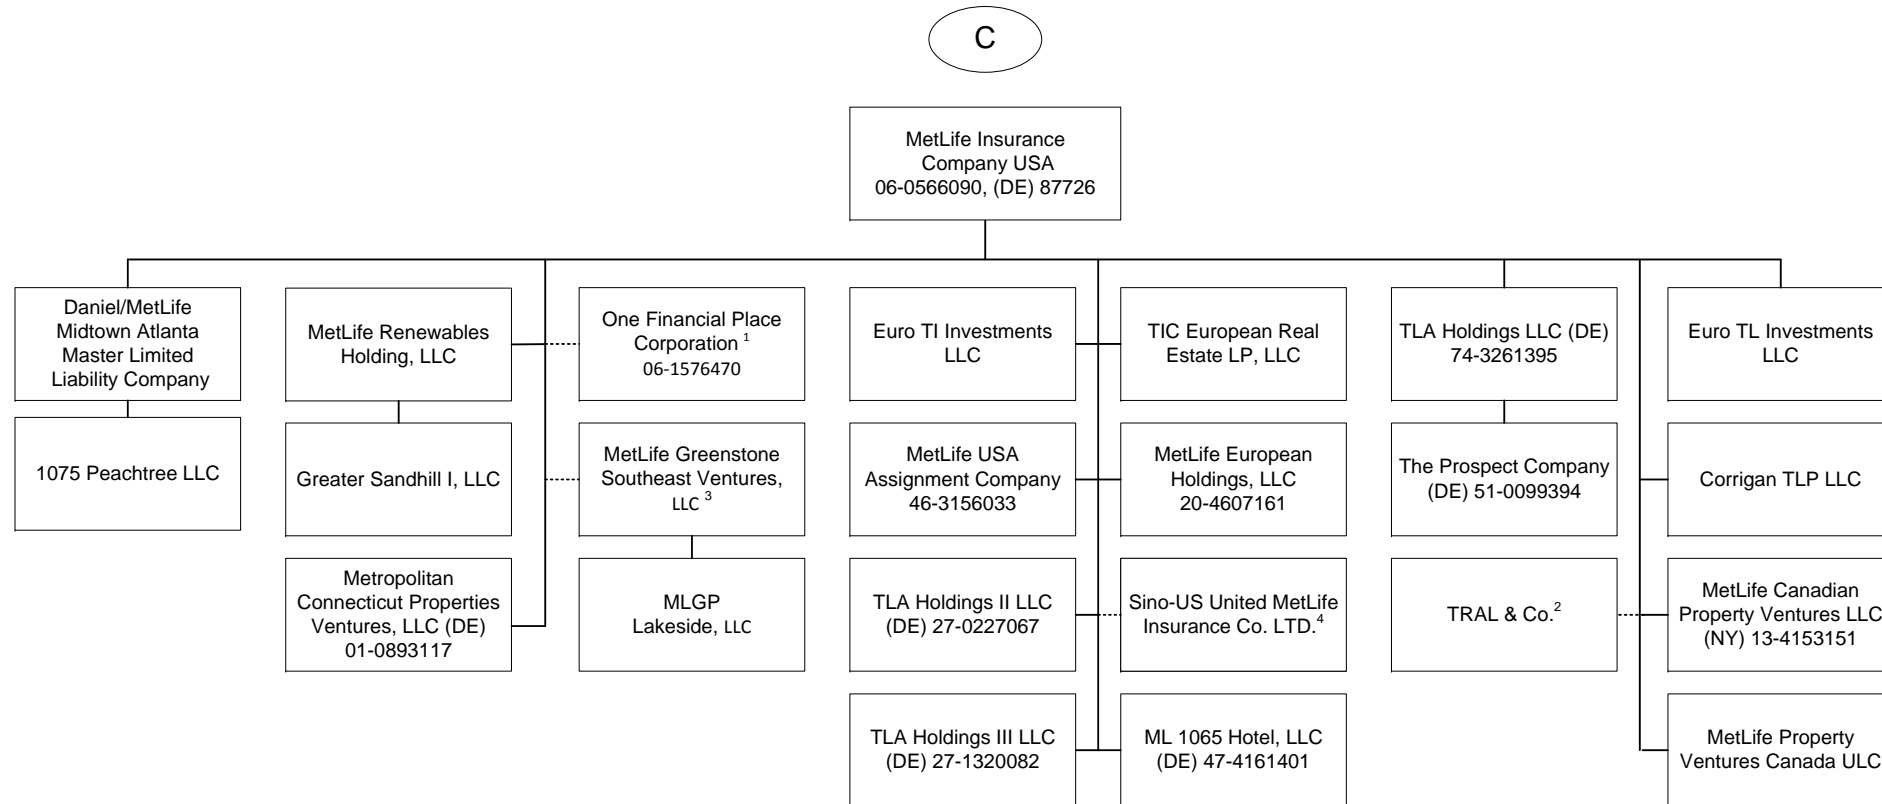 C
MetLife Insurance
Company USA
06-0566090, (DE) 87726
Daniel/MetLife
Midtown Atlanta
Master Limited
Liability Company
MetLife Renewables
Holding, LLC
One Financial Place
Corporation 1
06-1576470
Euro TI Investments
LLC
TIC European Real
Estate LP, LLC
TLA Holdings LLC (DE)
74-3261395
Euro TL Investments
LLC
1075 Peachtree LLC
Greater Sandhill I, LLC
MetLife Greenstone
Southeast Ventures,
LLC 3
MetLife USA
Assignment Company
46-3156033
MetLife European
Holdings, LLC
20-4607161
The Prospect Company
(DE) 51-0099394
Corrigan TLP LLC
Metropolitan
Connecticut Properties
Ventures, LLC (DE)
01-0893117
MLGP
Lakeside, LLC
TLA Holdings II LLC
(DE) 27-0227067
Sino-US United MetLife
Insurance Co. LTD.4
TRAL & Co.2
MetLife Canadian
Property Ventures LLC
(NY) 13-4153151
TLA Holdings III LLC
(DE) 27-1320082
ML 1065 Hotel, LLC
(DE) 47-4161401
MetLife Property
Ventures Canada ULC